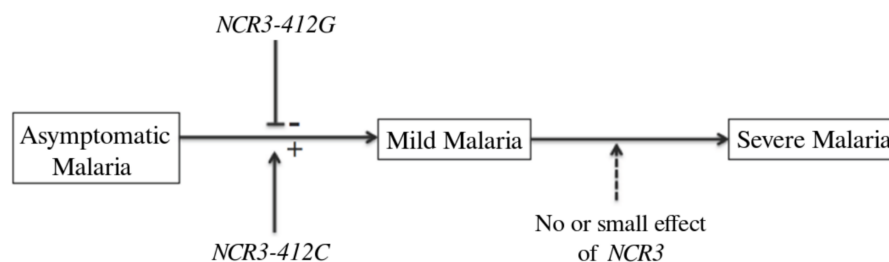 NCR3-412G
-
Asymptomatic
Malaria
+
Mild Malaria
Severe Malaria
NCR3-412C
No or small effect
of NCR3